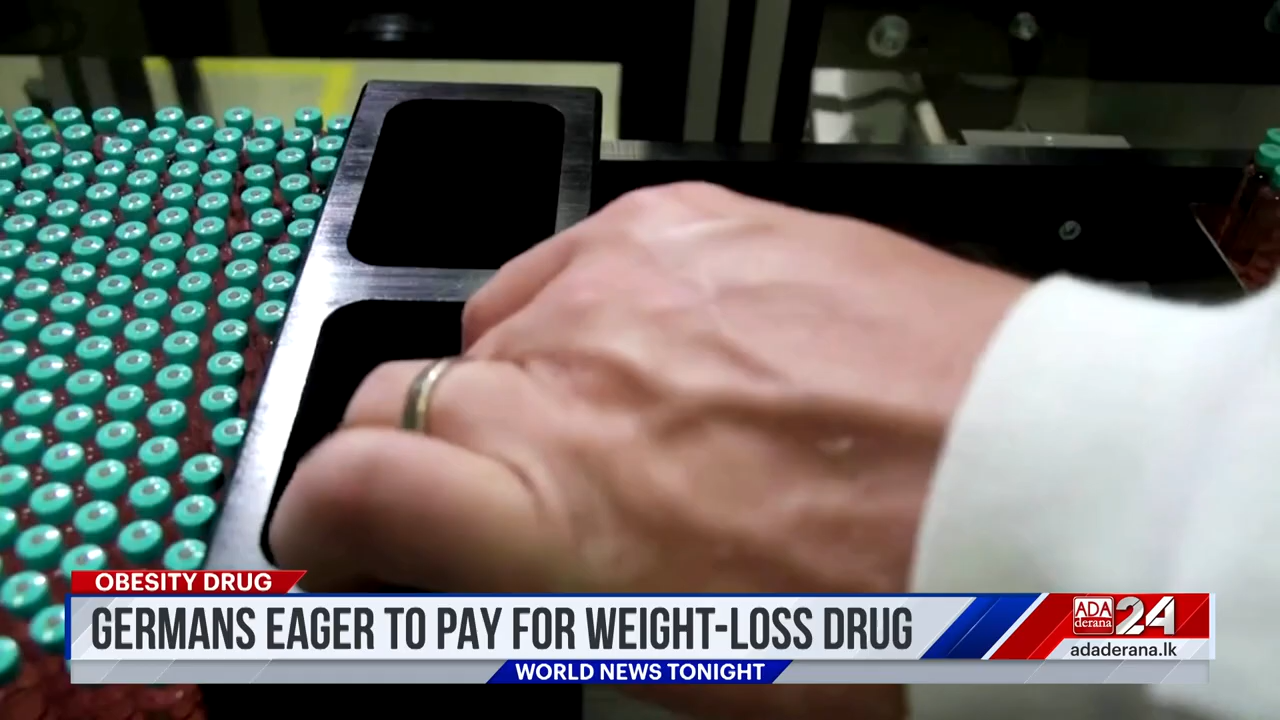 OBESITY DRUG
GERMANS EAGER TO PAY FOR WEIGHT-LOSS DRUG
ADA
derana
24
adaderana.lk
WORLD NEWS TONIGHT